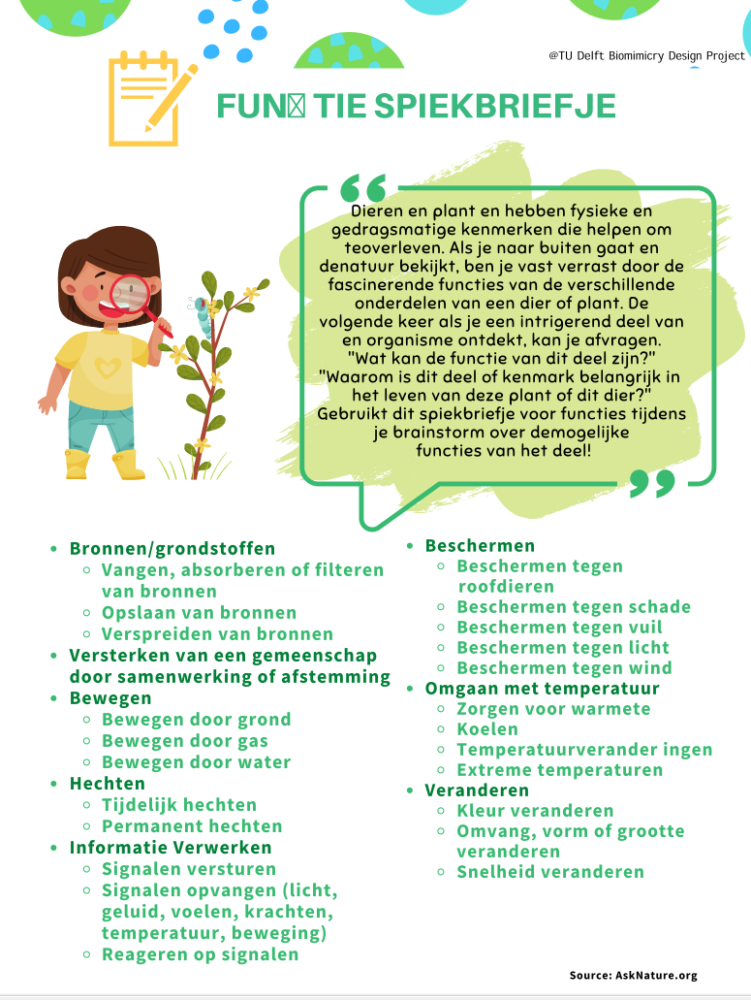 @TU Delft Biomimicry Design Project
FUN TIE SPIEKBRIEFJE
Dieren en plant en hebben fysieke en
gedragsmatige kenmerken die helpen om
teoverleven. Als je naar buiten gaat en
denatuur bekijkt, ben je vast verrast door de
fascinerende functies van de verschillende
onderdelen van een dier of plant. De
volgende keer als je een intrigerend deel van
en organisme ontdekt, kan je afvragen.
"Wat kan de functie van dit deel zijn?"
"Waarom is dit deel of kenmark belangrijk in
het leven van deze plant of dit dier?"
Gebruikt dit spiekbriefje voor functies tijdens
je brainstorm over demogelijke
functies van het deel!
• Bronnen/grondstoffen
◦ Vangen, absorberen of filteren
van bronnen
◦ Opslaan van bronnen
◦ Verspreiden van bronnen
• Versterken van een gemeenschap
door samenwerking of afstemming
• Bewegen
◦ Bewegen door grond
◦ Bewegen door gas
◦ Bewegen door water
• Hechten
◦ Tijdelijk hechten
◦ Permanent hechten
• Informatie Verwerken
◦ Signalen versturen
◦ Signalen opvangen (licht,
geluid, voelen, krachten,
temperatuur, beweging)
◦ Reageren op signalen
• Beschermen
◦ Beschermen tegen
roofdieren
◦ Beschermen tegen schade
◦ Beschermen tegen vuil
◦ Beschermen tegen licht
◦ Beschermen tegen wind
• Omgaan met temperatuur
◦ Zorgen voor warmete
◦ Koelen
◦ Temperatuurverander ingen
◦ Extreme temperaturen
• Veranderen
◦ Kleur veranderen
◦ Omvang, vorm of grootte
veranderen
◦ Snelheid veranderen
Source: AskNature.org